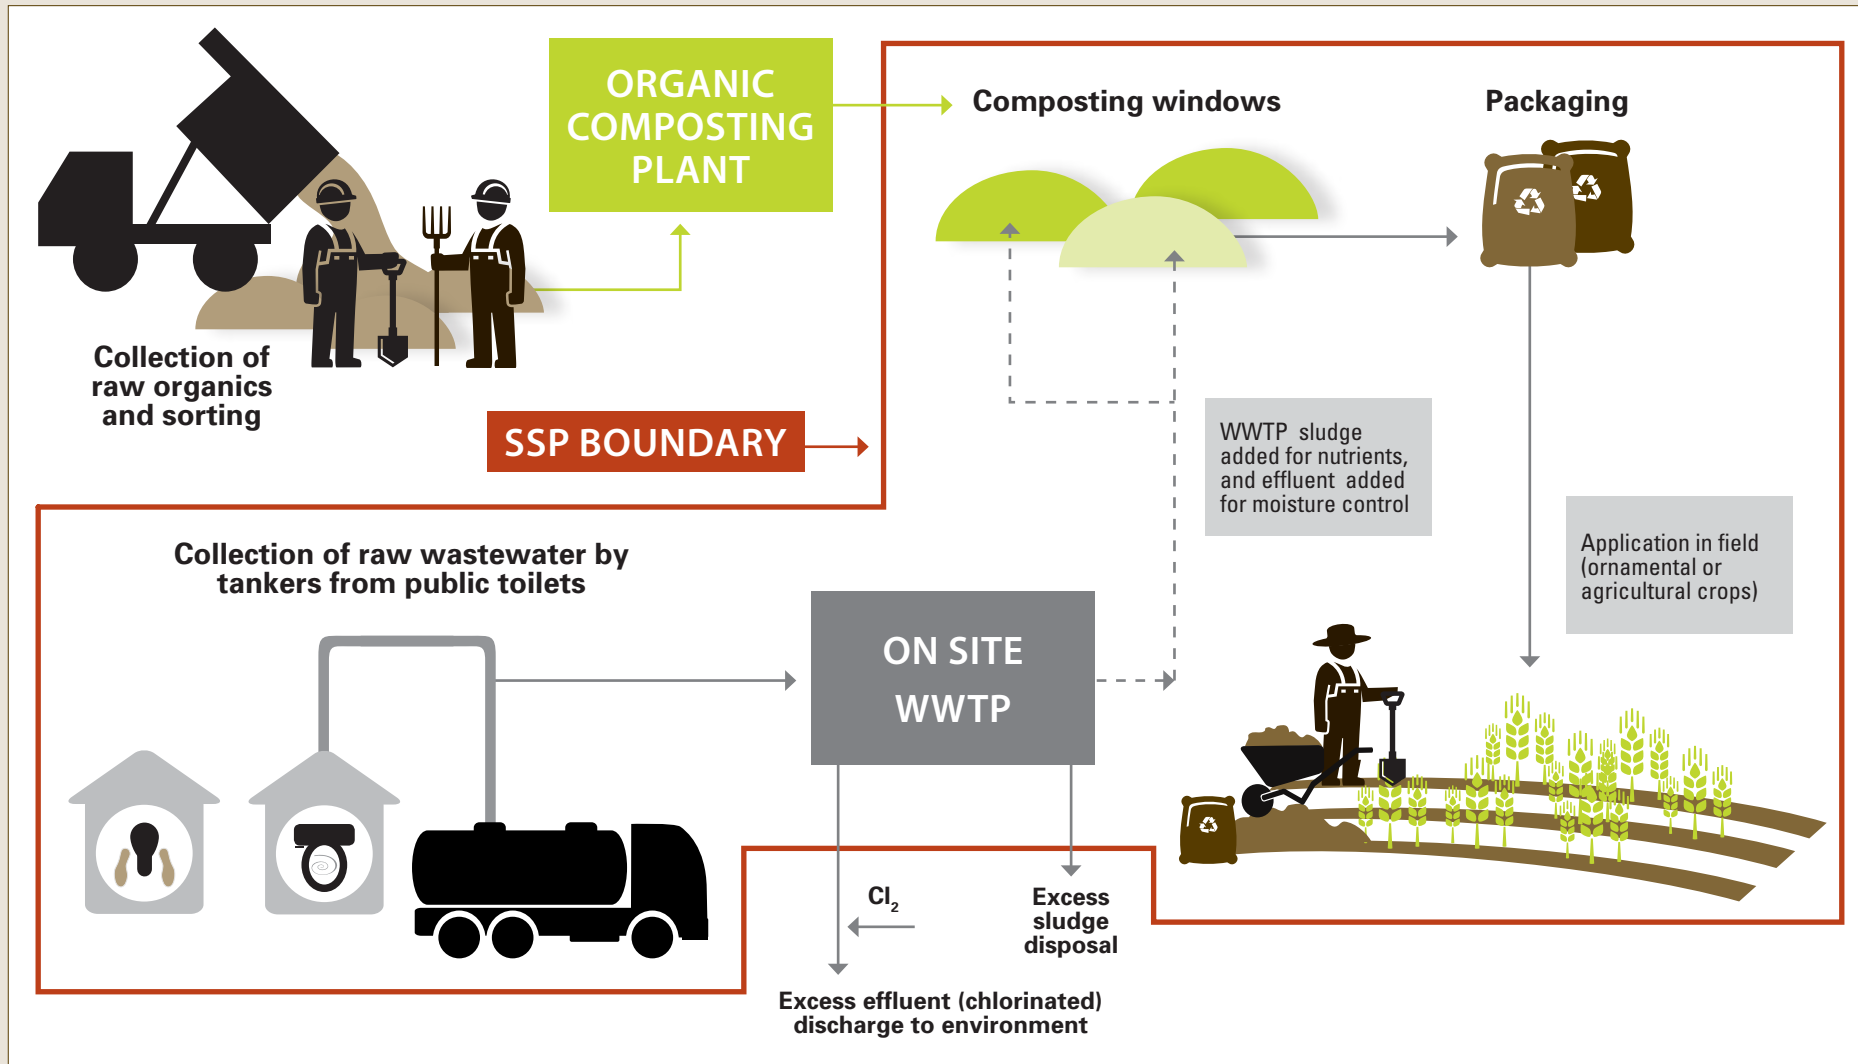 ORGANIC
COMPOSTING
PLANT
Composting windows
Packaging
Collection of
raw organics
and sorting
SSP BOUNDARY
WWTP sludge
added for nutrients,
and effluent added
for moisture control
Application in field
(ornamental or
agricultural crops)
Collection of raw wastewater by
tankers from public toilets
ON SITE
WWTP
Cl₂
Excess
sludge
disposal
Excess effluent (chlorinated)
discharge to environment